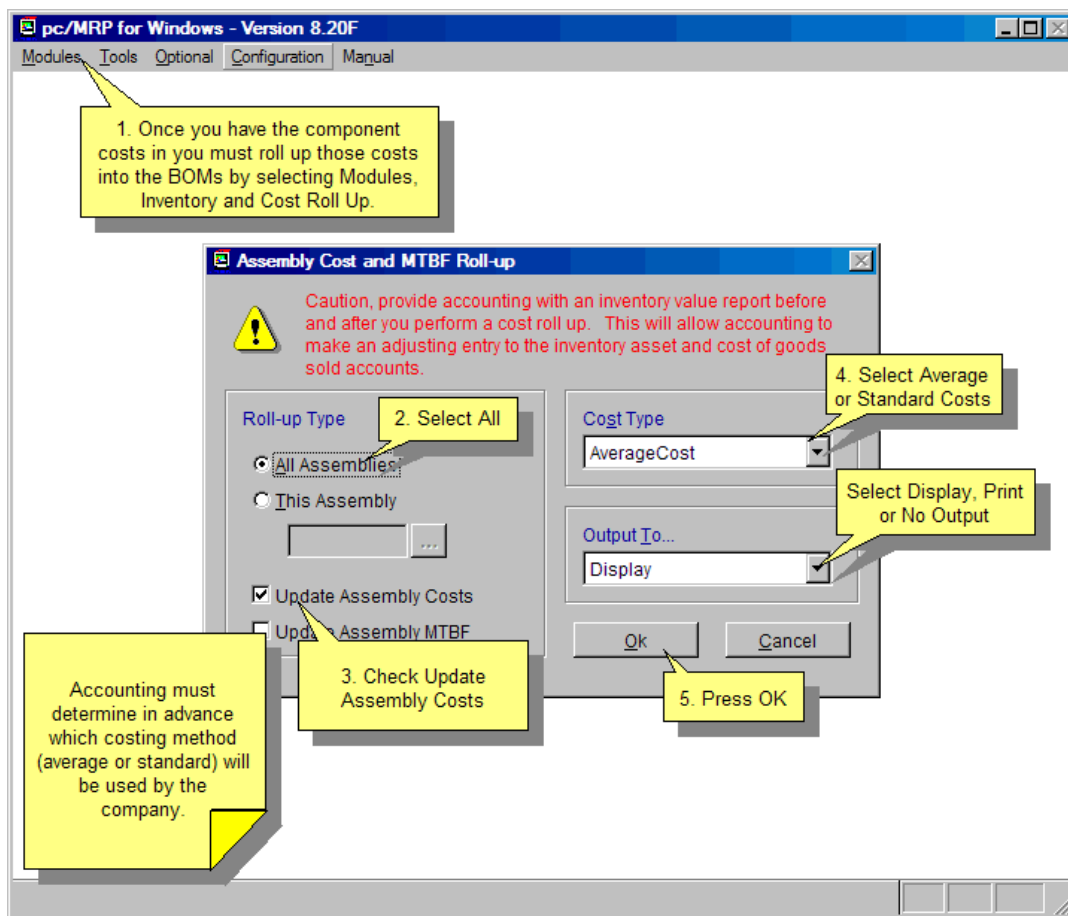 pc/MRP for Windows - Version 8.20F
Modules Tools Optional Configuration Manual
1. Once you have the component
costs in you must roll up those costs
into the BOMs by selecting Modules,
Inventory and Cost Roll Up.
Assembly Cost and MTBF Roll-up
Caution, provide accounting with an inventory value report before
and after you perform a cost roll up. This will allow accounting to
make an adjusting entry to the inventory asset and cost of goods
sold accounts.
4. Select Average
or Standard Costs
Roll-up Type
2. Select All
Cost Type
All Assemblies
AverageCost
This Assembly
...
Select Display, Print
or No Output
Output To...
Display
Update Assembly Costs
Update Assembly MTBF
Ok
Cancel
3. Check Update
Assembly Costs
5. Press OK
Accounting must
determine in advance
which costing method
(average or standard) will
be used by the
company.